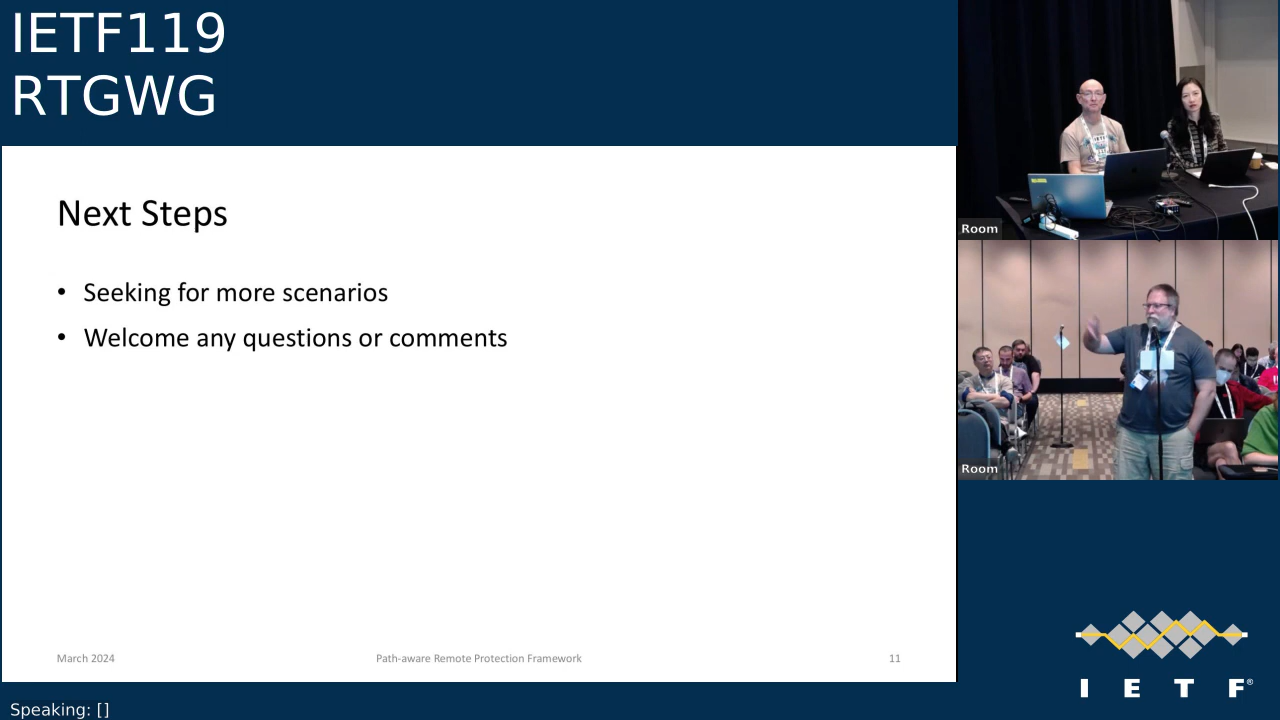 IETF119
RTGWG
Next Steps
• Seeking for more scenarios
• Welcome any questions or comments
March 2024
Path-aware Remote Protection Framework
11
Room
Room
I E T F®
Speaking: []